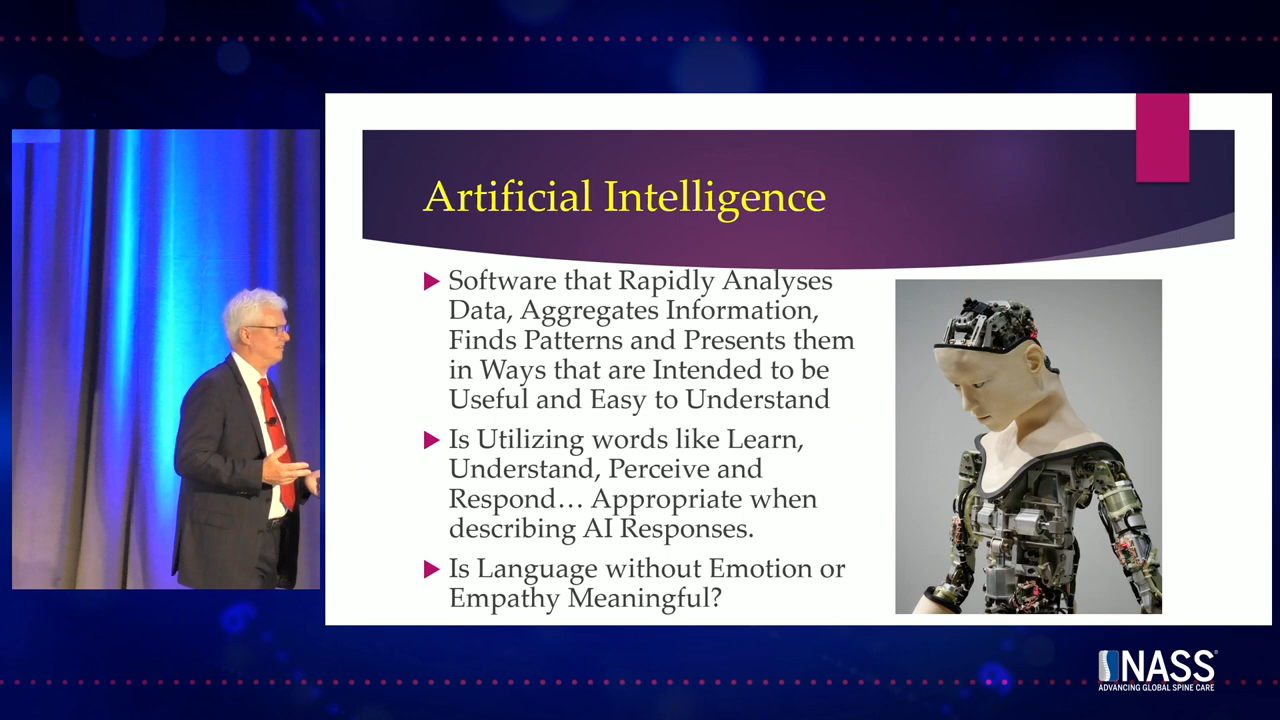 Artificial Intelligence
Software that Rapidly Analyses
Data, Aggregates Information,
Finds Patterns and Presents them
in Ways that are Intended to be
Useful and Easy to Understand
Is Utilizing words like Learn,
Understand, Perceive and
Respond… Appropriate when
describing AI Responses.
Is Language without Emotion or
Empathy Meaningful?
NASS
ADVANCING GLOBAL SPINE CARE